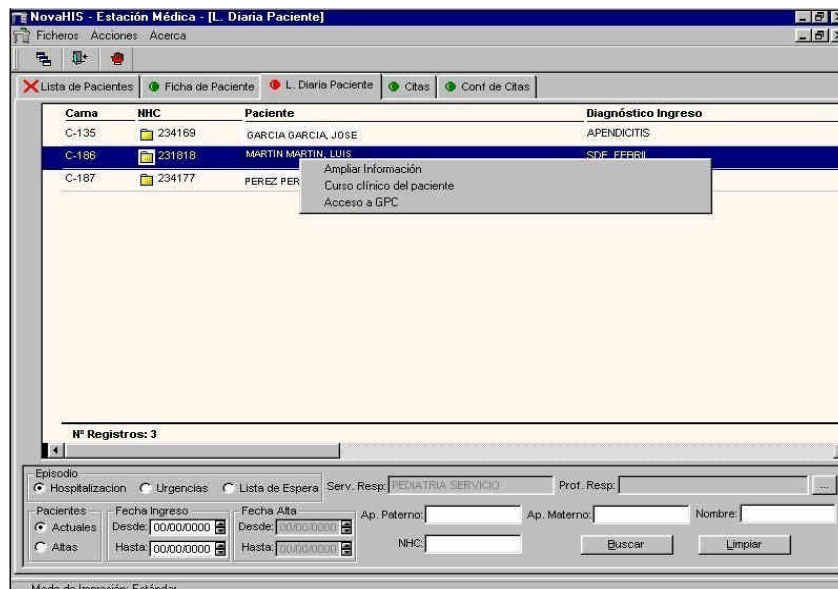 NovaHIS - Estación Médica - [L. Diaria Paciente]
Ficheros Acciones Acerca
Lista de Pacientes Ficha de Paciente L. Diaria Paciente Citas Conf de Citas
Cama NHC Paciente Diagnóstico Ingreso
C-135 234169 GARCIA GARCIA, JOSE APENDICITIS
C-186 231818 MARTIN MARTIN, LUIS SDE. FEBRIL
C-187 234177 PEREZ PER
Ampliar Información
Curso clínico del paciente
Acceso a GPC
Nº Registros: 3
Episodio
Hospitalizacion Urgencias Lista de Espera Serv. Resp: PEDIATRIA SERVICIO Prof. Resp: ...
Pacientes Fecha Ingreso Fecha Alta
Actuales Desde: 00/00/0000 Desde: 00/00/0000 Ap. Paterno: Ap. Materno: Nombre:
Altas Hasta: 00/00/0000 Hasta: 00/00/0000 NHC: Buscar Limpiar
Modo de Impresión: Estándar